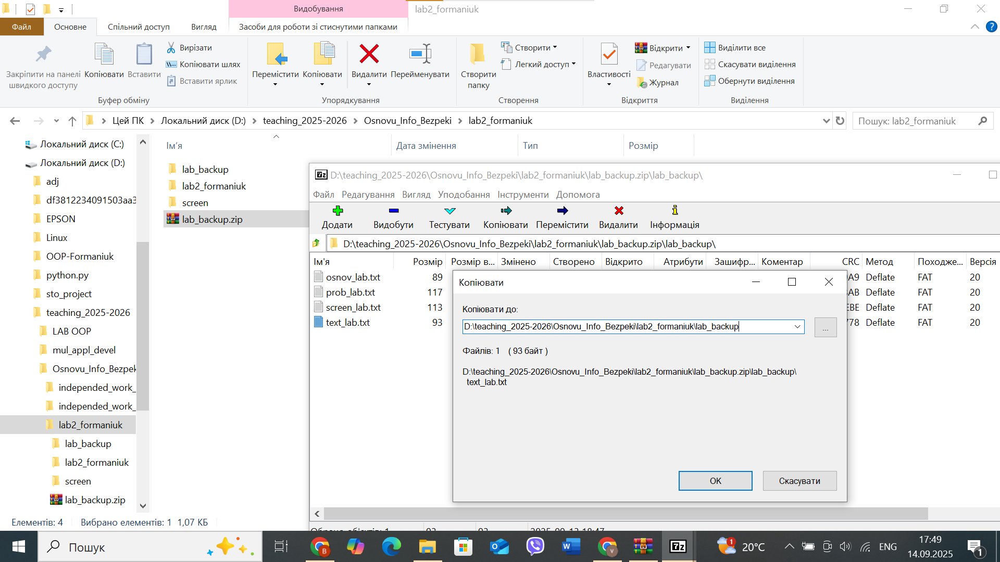 Видобування
lab2_formaniuk
Файл
Основне
Спільний доступ
Вигляд
Засоби для роботи зі стиснутими папками
Закріпити на панелі швидкого доступу
Копіювати
Вставити
Вирізати
Копіювати шлях
Вставити ярлик
Буфер обміну
Перемістити
Копіювати
Видалити
Перейменувати
Упорядкування
Створити папку
Створити
Легкий доступ
Створення
Властивості
Відкрити
Редагувати
Журнал
Відкриття
Виділити все
Скасувати виділення
Обернути виділення
Виділення
Цей ПК
Локальний диск (D:)
teaching_2025-2026
Osnovu_Info_Bezpeki
lab2_formaniuk
Пошук: lab2_formaniuk
Локальний диск (C:)
Локальний диск (D:)
adj
df3812234091503aa3
EPSON
Linux
OOP-Formaniuk
python.py
sto_project
teaching_2025-2026
LAB OOP
mul_appl_devel
Osnovu_Info_Bezpek
independed_work_
independed_work_
lab2_formaniuk
lab_backup
lab2_formaniuk
screen
lab_backup.zip
Ім’я
Дата змінення
Тип
Розмір
lab_backup
lab2_formaniuk
screen
lab_backup.zip
D:\teaching_2025-2026\Osnovu_Info_Bezpeki\lab2_formaniuk\lab_backup.zip\lab_backup\
Файл Редагування Вигляд Уподобання Інструменти Допомога
Додати Видобути Тестувати Копіювати Перемістити Видалити Інформація
D:\teaching_2025-2026\Osnovu_Info_Bezpeki\lab2_formaniuk\lab_backup.zip\lab_backup\
Ім'я Розмір Розмір в... Змінено Створено Відкрито Атрибути Зашифр... Коментар CRC Метод Походже... Версія
osnov_lab.txt 89 A9 Deflate FAT 20
prob_lab.txt 117 AB Deflate FAT 20
screen_lab.txt 113 EBE Deflate FAT 20
text_lab.txt 93 778 Deflate FAT 20
Копіювати
Копіювати до:
D:\teaching_2025-2026\Osnovu_Info_Bezpeki\lab2_formaniuk\lab_backup
...
Файлів: 1 ( 93 байт )
D:\teaching_2025-2026\Osnovu_Info_Bezpeki\lab2_formaniuk\lab_backup.zip\lab_backup\
text_lab.txt
OK
Скасувати
Елементів: 4
Вибрано елементів: 1 1,07 КБ
Пошук
20°C
ENG
17:49
14.09.2025